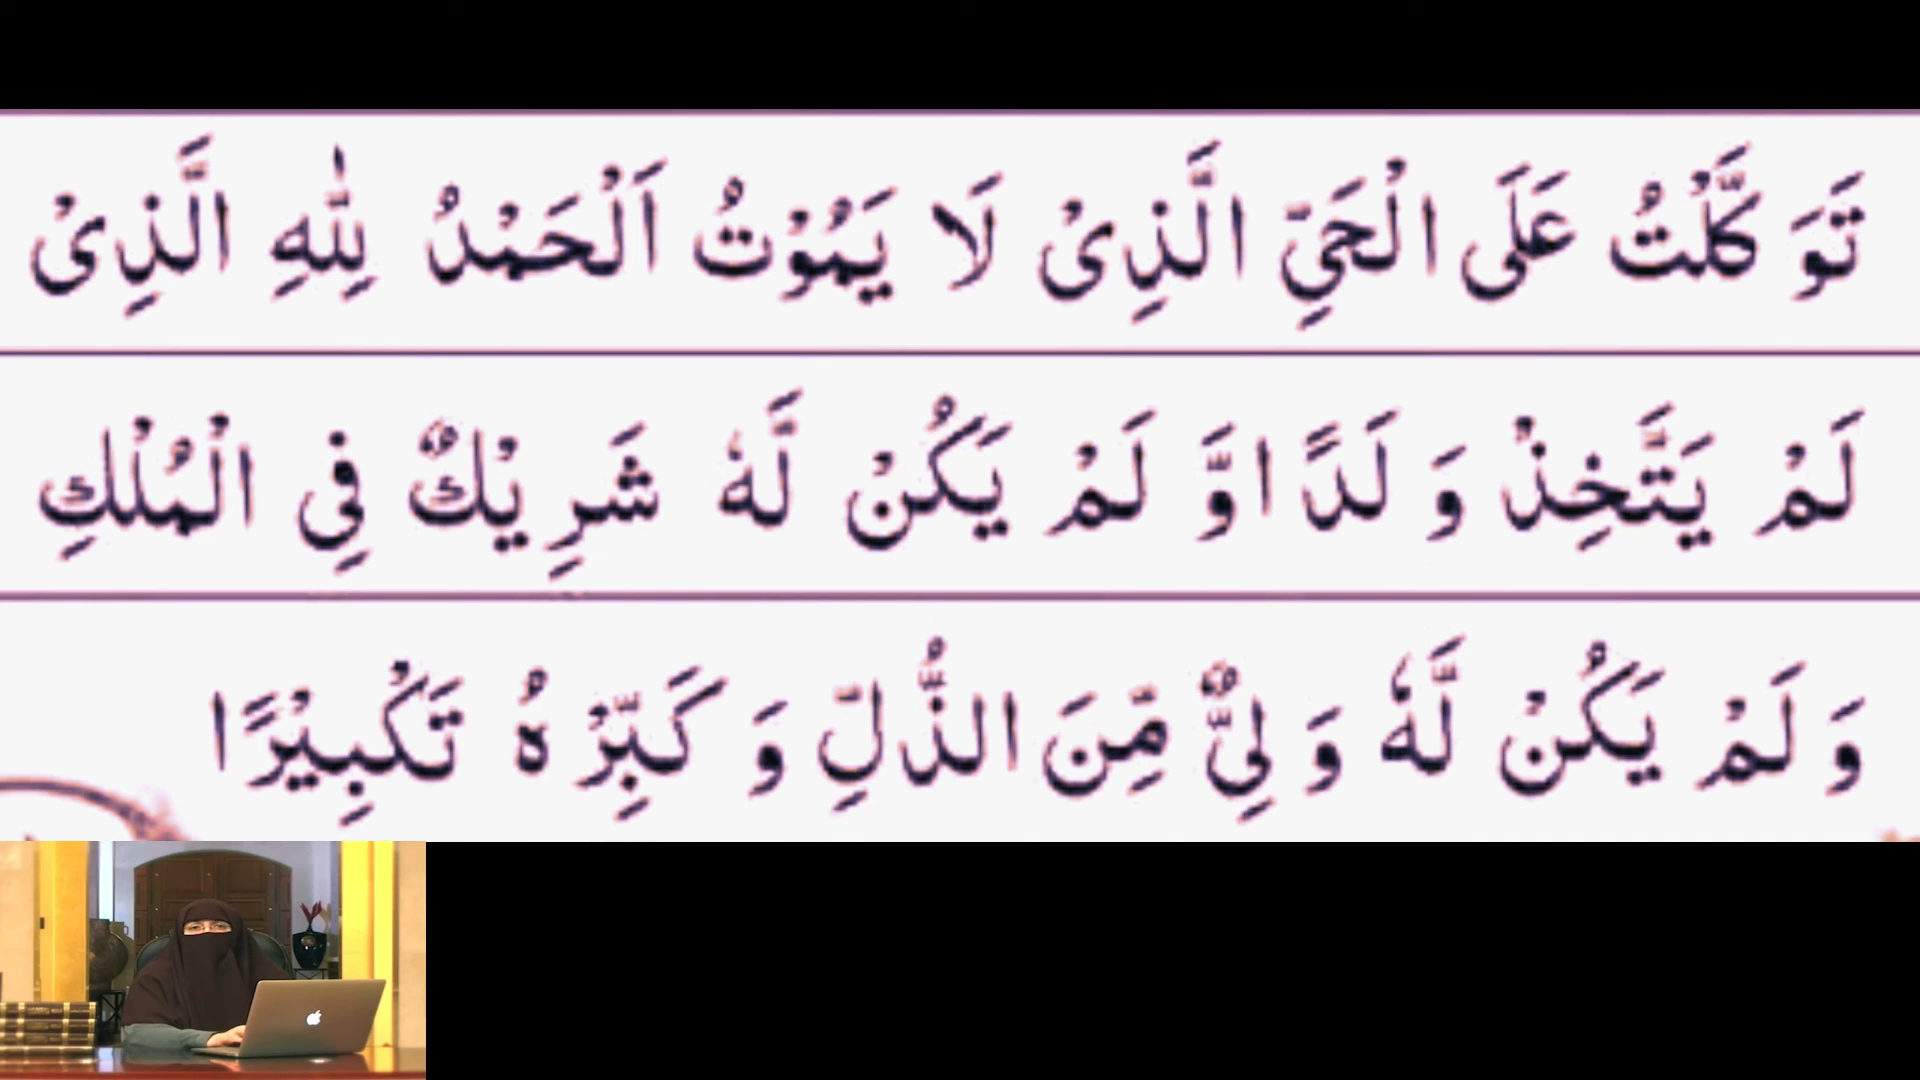 تَوَ كَّلْتُ عَلَى الْحَيِّ الَّذِىْ لَا يَمُوْتُ اَلْحَمْدُ لِلّٰهِ الَّذِىْ
لَمْ يَتَّخِذْ وَ لَدًا وَّ لَمْ يَكُنْ لَّهٗ شَرِيْكٌ فِى الْمُلْكِ
وَ لَمْ يَكُنْ لَّهٗ وَ لِىٌّ مِّنَ الذُّلِّ وَ كَبِّرْ هُ تَكْبِيْرًا